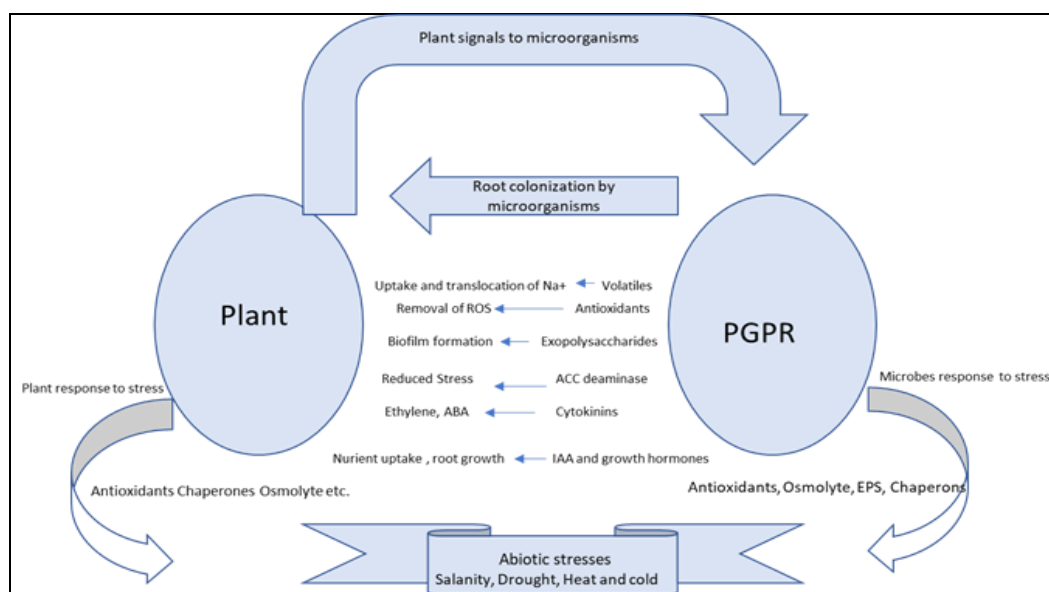 Plant signals to microorganisms
Root colonization by
microorganisms
Uptake and translocation of Na+ Volatiles
Removal of ROS Antioxidants
Plant
PGPR
Biofilm formation Exopolysaccharides
Plant response to stress
Reduced Stress ACC deaminase
Microbes response to stress
Ethylene, ABA Cytokinins
Nurient uptake , root growth IAA and growth hormones
Antioxidants Chaperones Osmolyte etc.
Antioxidants, Osmolyte, EPS, Chaperons
Abiotic stresses
Salanity, Drought, Heat and cold